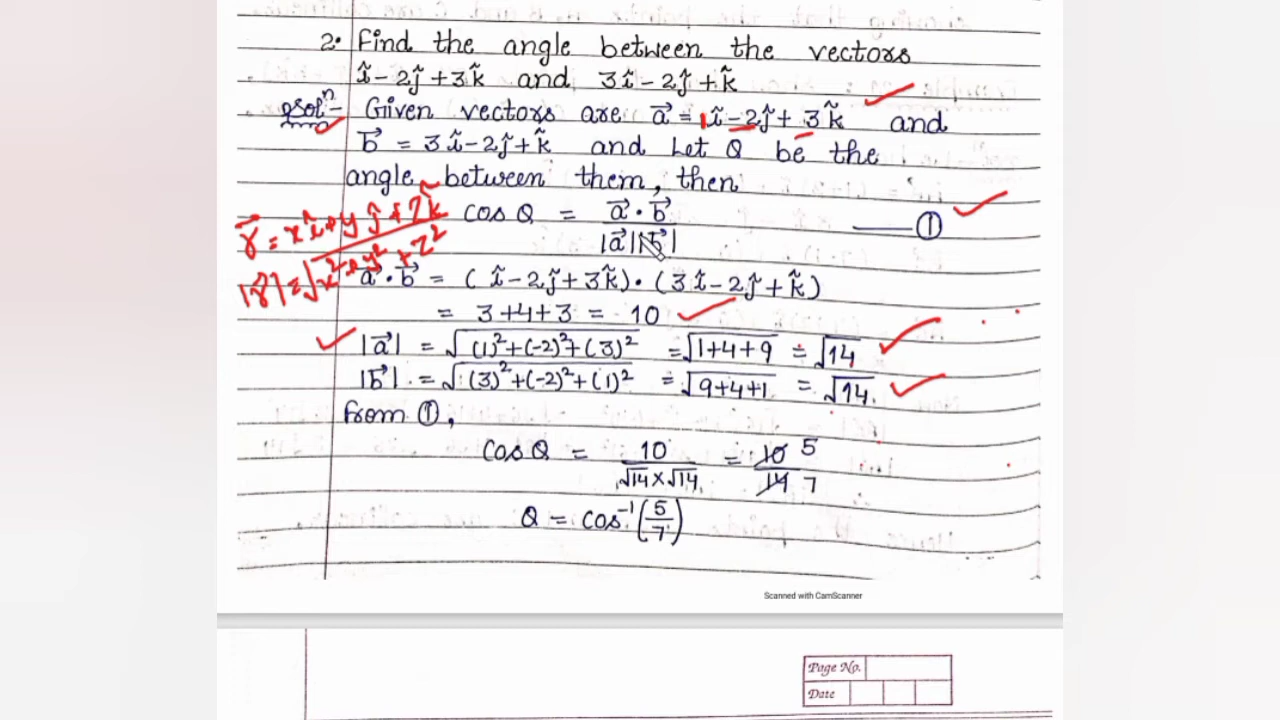 2. Find the angle between the vectors
î - 2ĵ + 3k̂ and 3î - 2ĵ + k̂
Solⁿ - Given vectors are a⃗ = 1î - 2ĵ + 3k̂ and
b⃗ = 3î - 2ĵ + k̂ and Let Q be the
angle between them, then
r⃗ = xî + yĵ + zk̂
cos Q = a⃗ · b⃗ / |a⃗||b⃗| —— ①
|r⃗| = √x² + y² + z²
a⃗ · b⃗ = (î - 2ĵ + 3k̂) · (3î - 2ĵ + k̂)
= 3 + 4 + 3 = 10
|a⃗| = √(1)² + (-2)² + (3)² = √1+4+9 = √14
|b⃗| = √(3)² + (-2)² + (1)² = √9+4+1 = √14
from ①,
cos Q = 10 / √14 × √14 = 10 5 / 14 7
Q = cos⁻¹(5/7)
Scanned with CamScanner
Page No.
Date